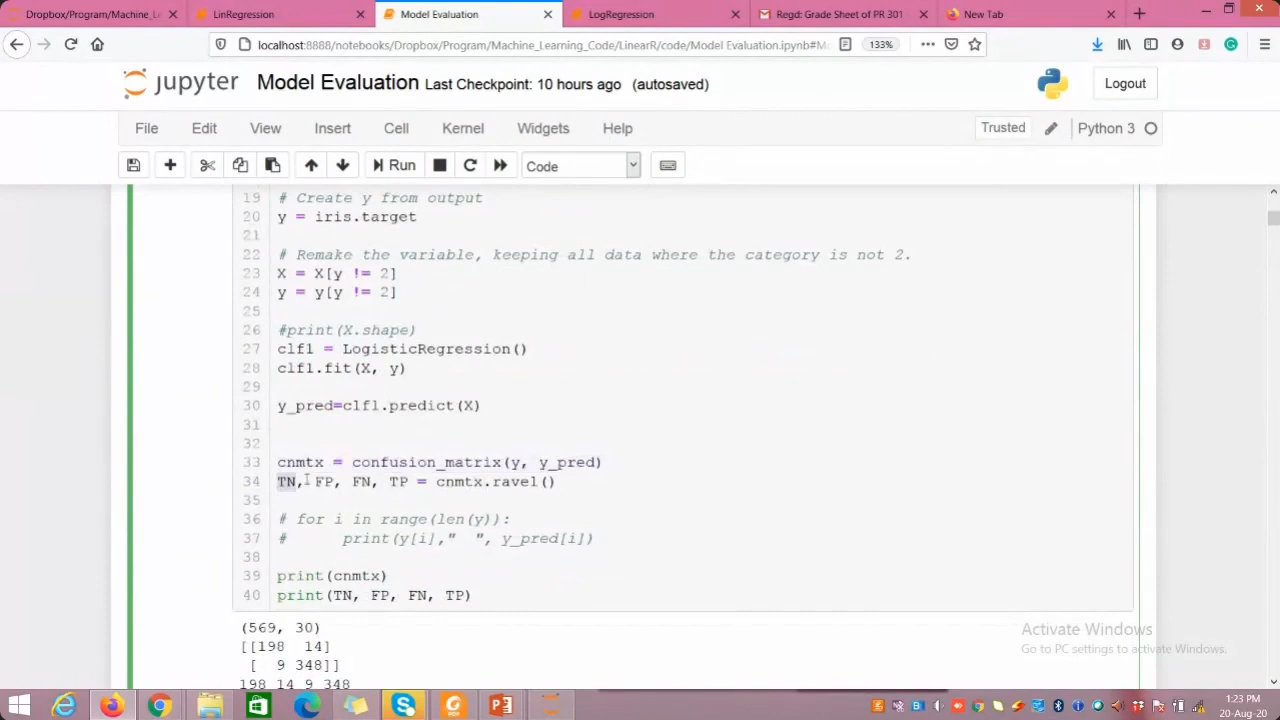 Dropbox/Program/Machine_Le
LinRegression
Model Evaluation
LogRegression
Regd: Grade Sheet of PR 301
New Tab
localhost:8888/notebooks/Dropbox/Program/Machine_Learning_Code/LinearR/code/Model Evaluation.ipynb#M
133%
jupyter Model Evaluation Last Checkpoint: 10 hours ago (autosaved)
Logout
File Edit View Insert Cell Kernel Widgets Help
Trusted
Python 3
Run
Code
19 # Create y from output
20 y = iris.target
21
22 # Remake the variable, keeping all data where the category is not 2.
23 X = X[y != 2]
24 y = y[y != 2]
25
26 #print(X.shape)
27 clf1 = LogisticRegression()
28 clf1.fit(X, y)
29
30 y_pred=clf1.predict(X)
31
32
33 cnmtx = confusion_matrix(y, y_pred)
34 TN, FP, FN, TP = cnmtx.ravel()
35
36 # for i in range(len(y)):
37 #     print(y[i],"  ", y_pred[i])
38
39 print(cnmtx)
40 print(TN, FP, FN, TP)
(569, 30)
[[198  14]
[  9 348]]
198 14 9 348
Activate Windows
Go to PC settings to activate Windows.
1:23 PM
20-Aug-20